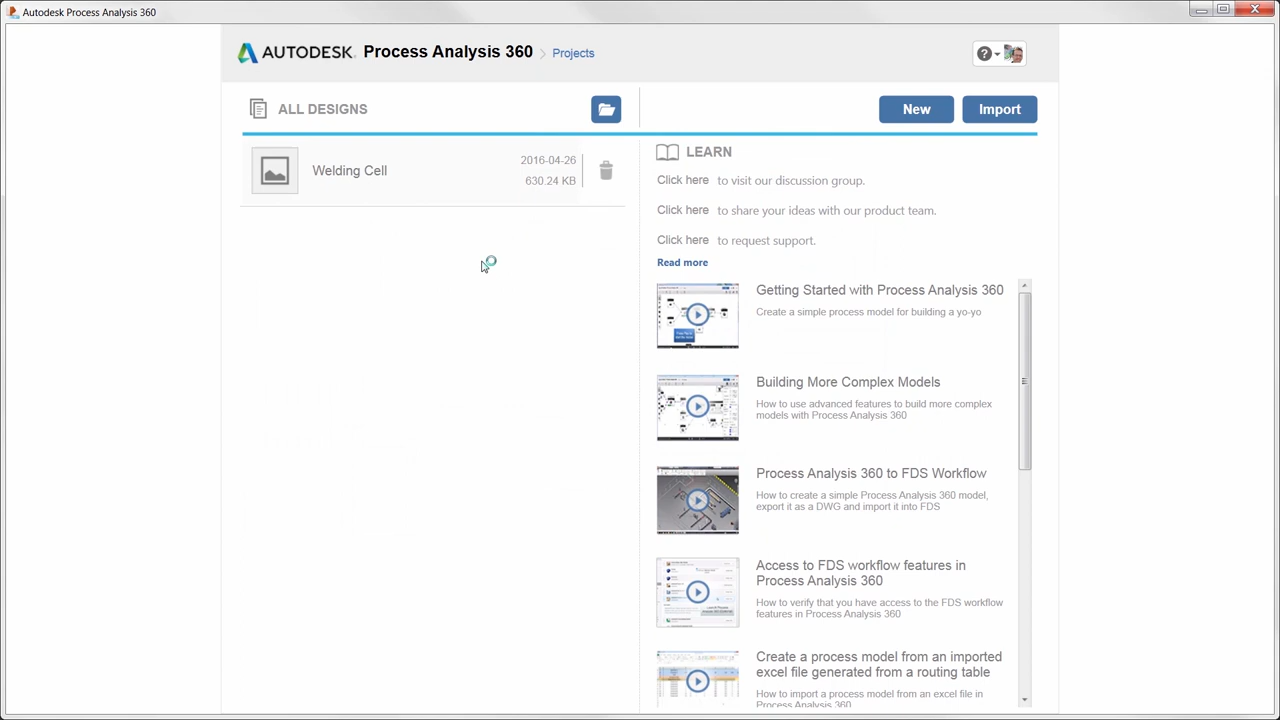 Autodesk Process Analysis 360
AUTODESK. Process Analysis 360 > Projects
?
ALL DESIGNS
New
Import
Welding Cell
2016-04-26
630.24 KB
LEARN
Click here to visit our discussion group.
Click here to share your ideas with our product team.
Click here to request support.
Read more
Getting Started with Process Analysis 360
Create a simple process model for building a yo-yo
Building More Complex Models
How to use advanced features to build more complex
models with Process Analysis 360
Process Analysis 360 to FDS Workflow
How to create a simple Process Analysis 360 model,
export it as a DWG and import it into FDS
Access to FDS workflow features in
Process Analysis 360
How to verify that you have access to the FDS workflow
features in Process Analysis 360
Create a process model from an imported
excel file generated from a routing table
How to import a process model from an excel file in
Process Analysis 360